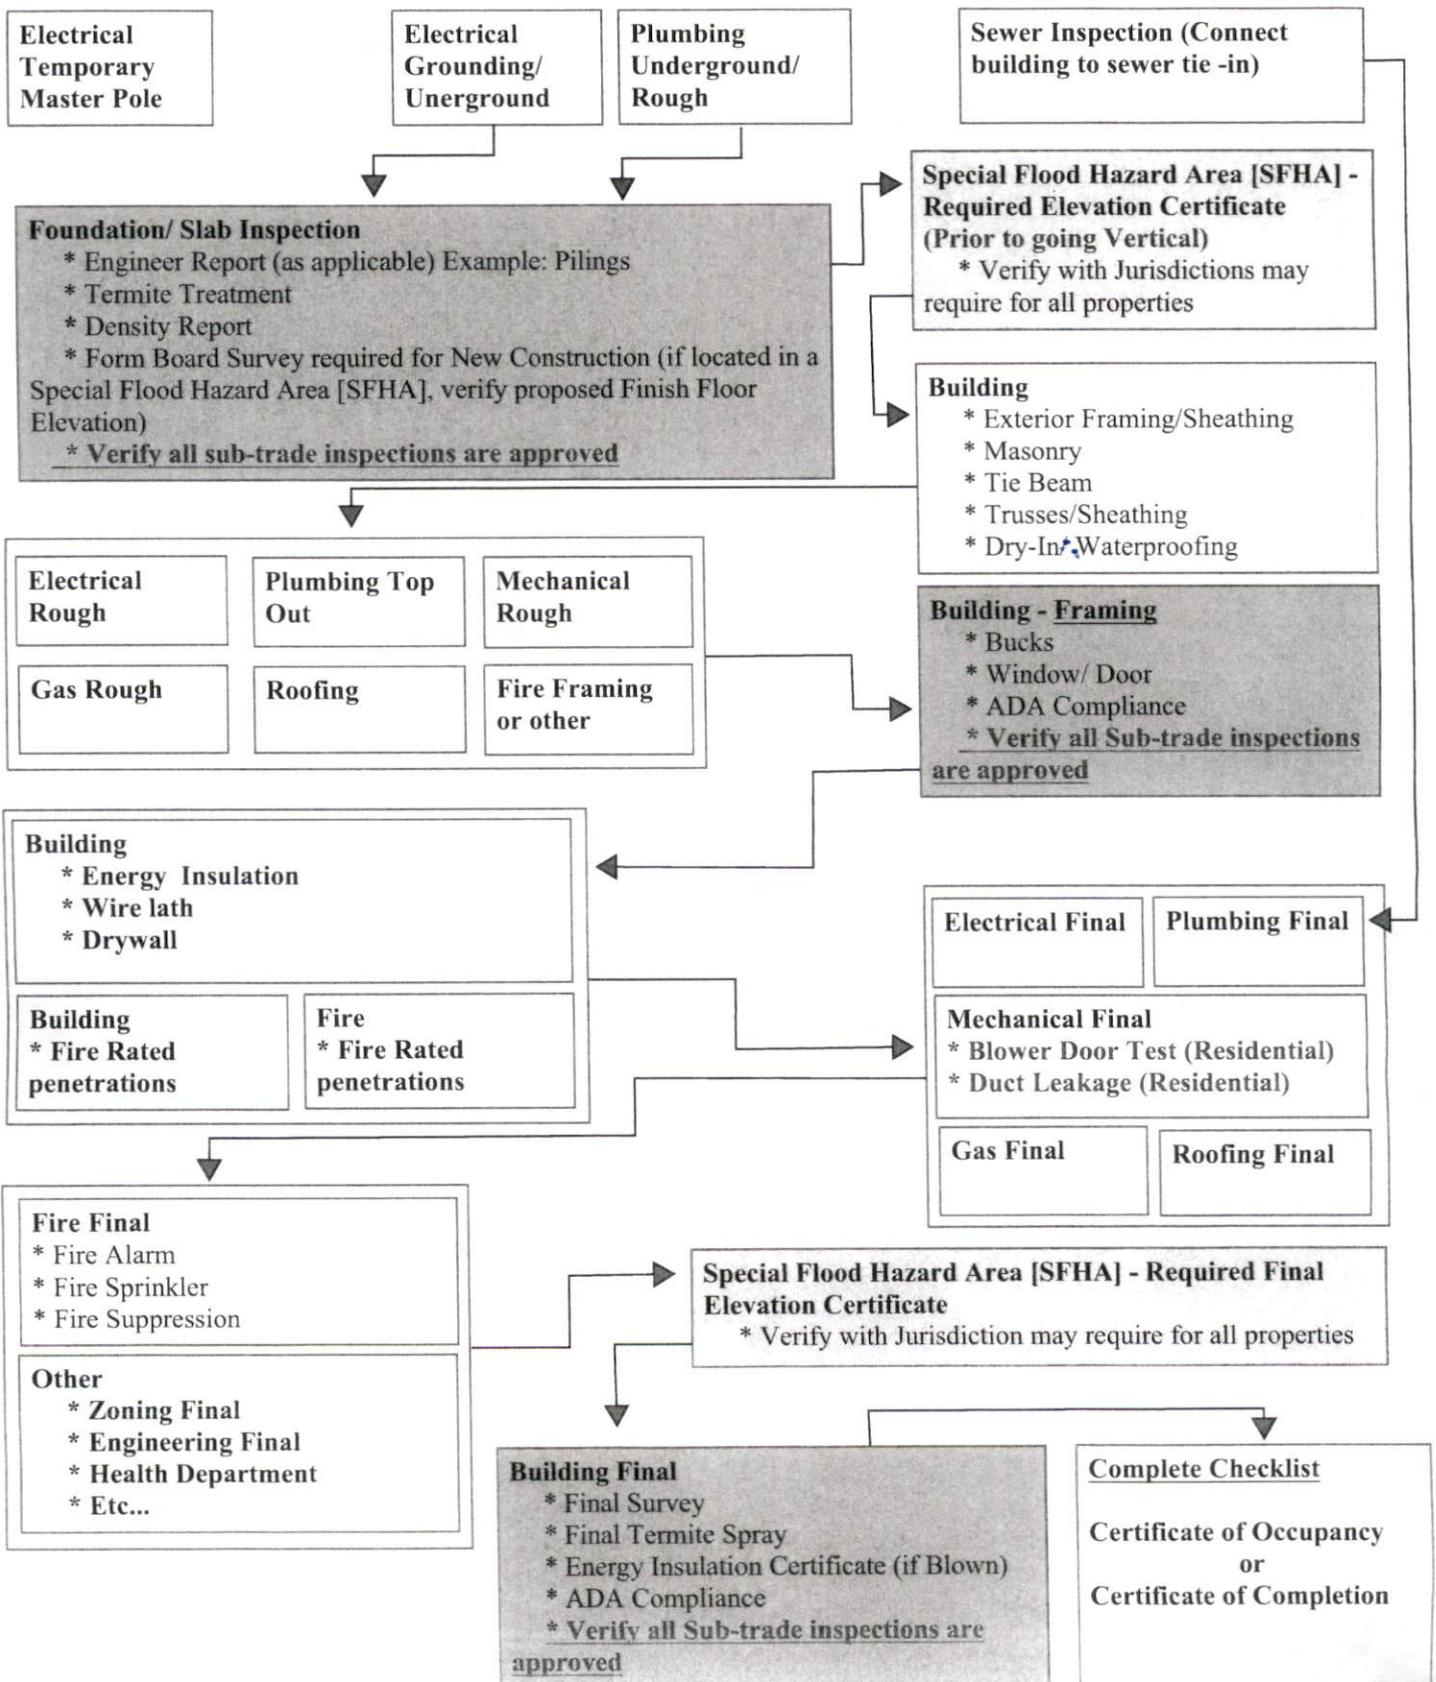 Electrical
Temporary
Master Pole
Electrical
Grounding/
Unerground
Plumbing
Underground/
Rough
Sewer Inspection (Connect
building to sewer tie -in)
Special Flood Hazard Area [SFHA] -
Required Elevation Certificate
(Prior to going Vertical)
* Verify with Jurisdictions may
require for all properties
Foundation/ Slab Inspection
* Engineer Report (as applicable) Example: Pilings
* Termite Treatment
* Density Report
* Form Board Survey required for New Construction (if located in a
Special Flood Hazard Area [SFHA], verify proposed Finish Floor
Elevation)
* Verify all sub-trade inspections are approved
Building
* Exterior Framing/Sheathing
* Masonry
* Tie Beam
* Trusses/Sheathing
* Dry-In/Waterproofing
Electrical
Rough
Plumbing Top
Out
Mechanical
Rough
Gas Rough
Roofing
Fire Framing
or other
Building - Framing
* Bucks
* Window/ Door
* ADA Compliance
* Verify all Sub-trade inspections
are approved
Building
* Energy Insulation
* Wire lath
* Drywall
Building
* Fire Rated
penetrations
Fire
* Fire Rated
penetrations
Electrical Final
Plumbing Final
Mechanical Final
* Blower Door Test (Residential)
* Duct Leakage (Residential)
Gas Final
Roofing Final
Fire Final
* Fire Alarm
* Fire Sprinkler
* Fire Suppression
Other
* Zoning Final
* Engineering Final
* Health Department
* Etc...
Special Flood Hazard Area [SFHA] - Required Final
Elevation Certificate
* Verify with Jurisdiction may require for all properties
Building Final
* Final Survey
* Final Termite Spray
* Energy Insulation Certificate (if Blown)
* ADA Compliance
* Verify all Sub-trade inspections are
approved
Complete Checklist
Certificate of Occupancy
or
Certificate of Completion